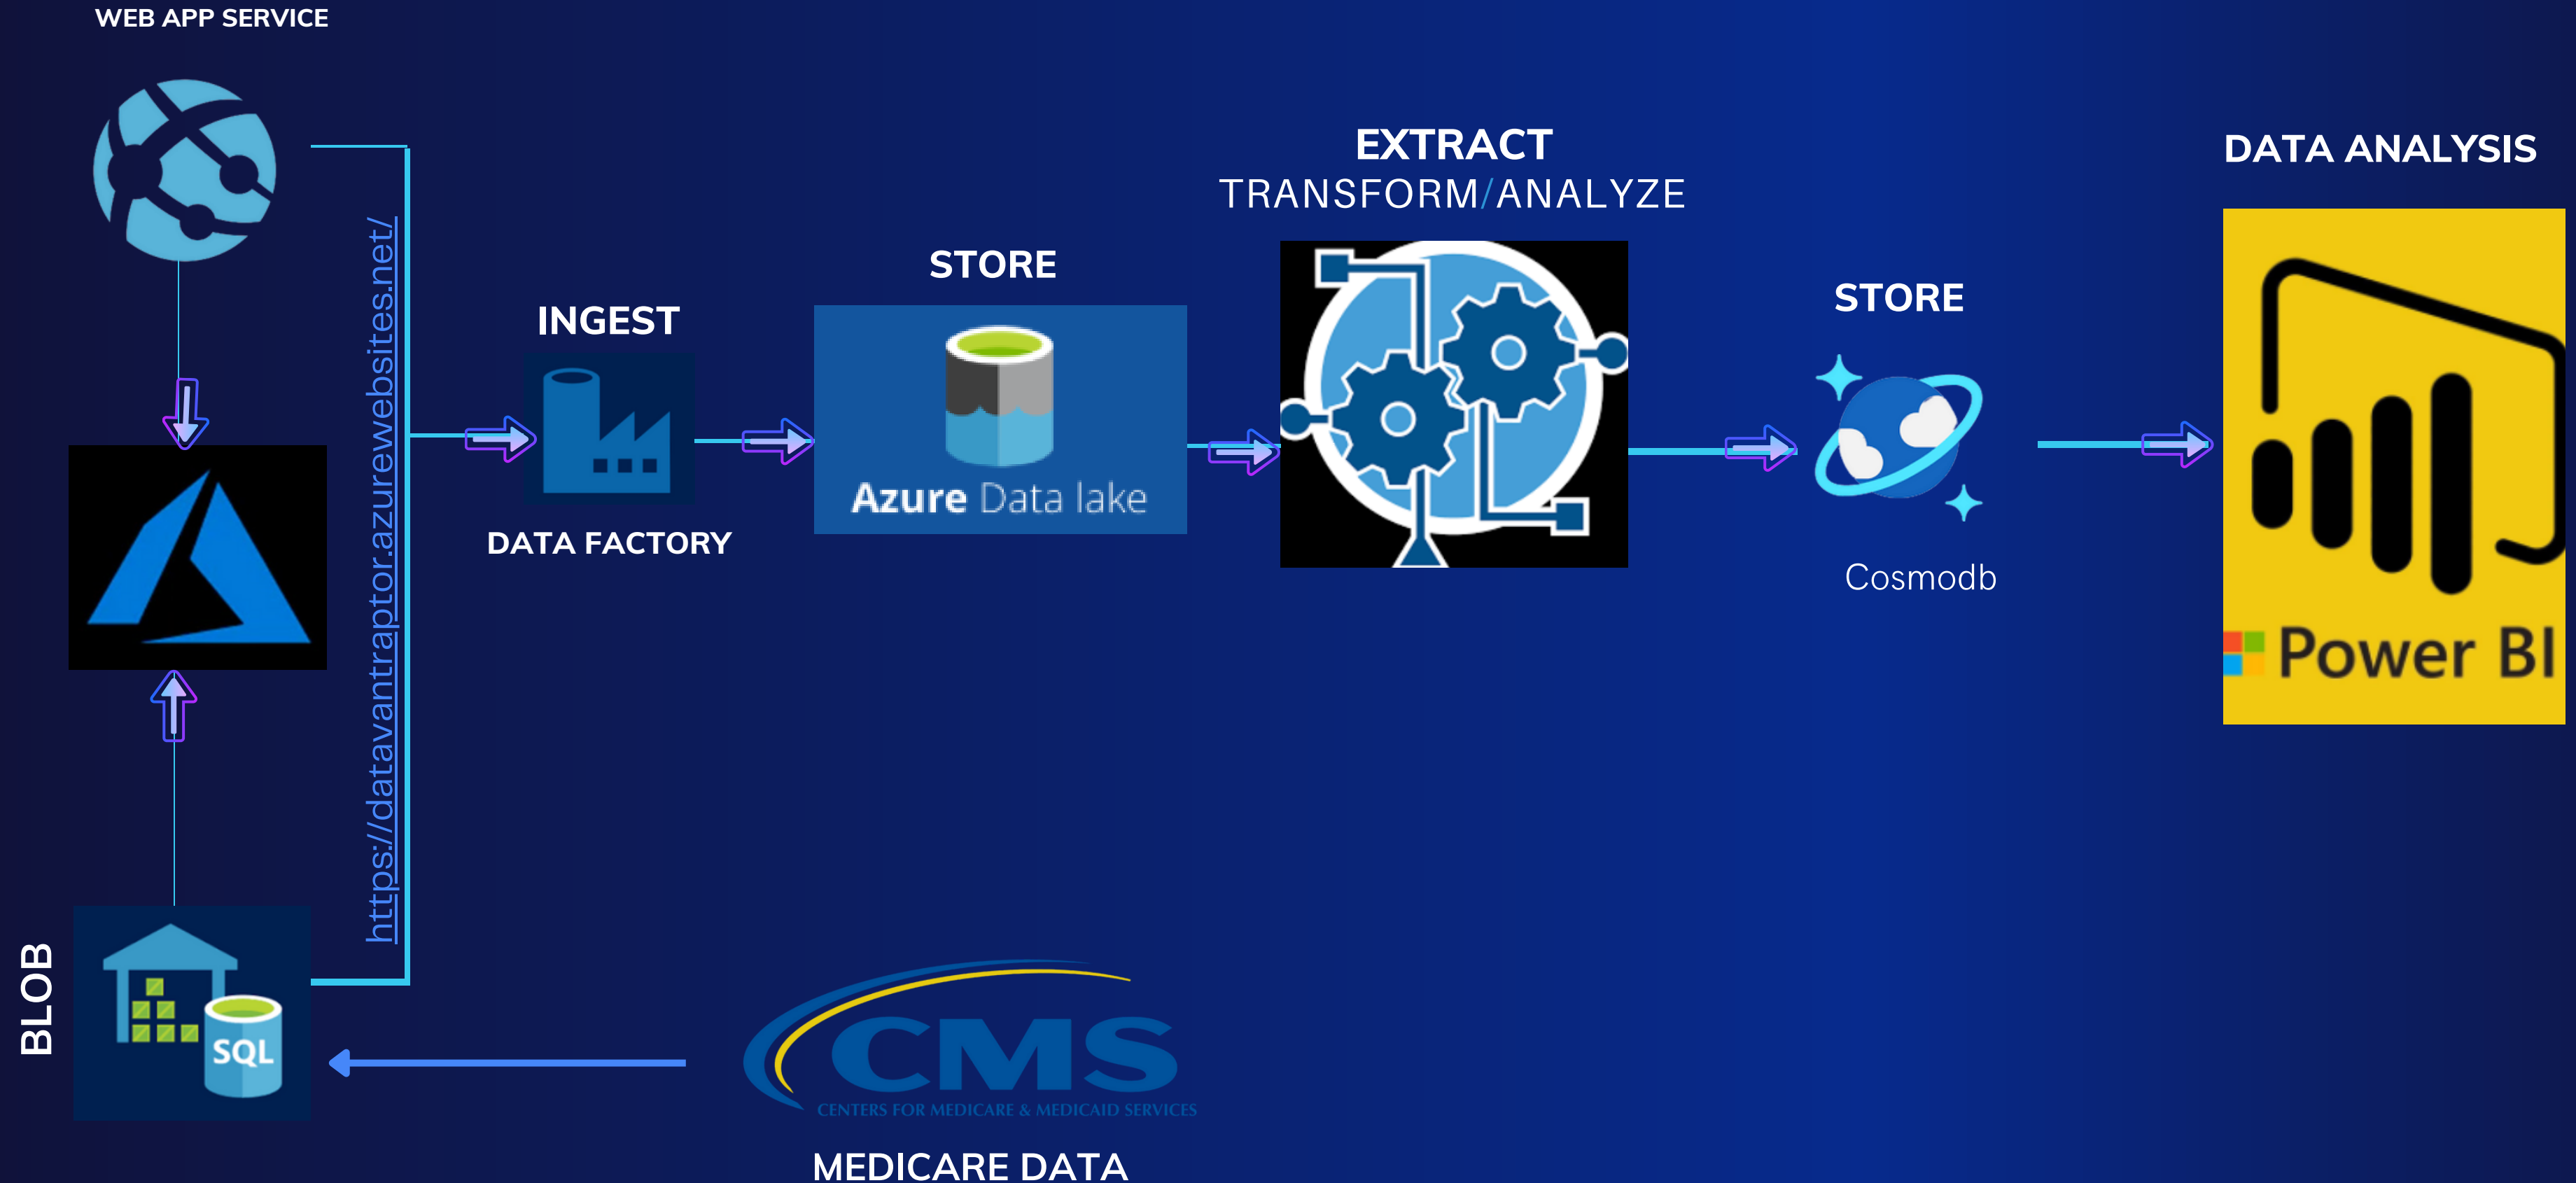 WEB APP SERVICE
https://datavantraptor.azurewebsites.net/
INGEST
DATA FACTORY
STORE
Azure Data lake
EXTRACT
TRANSFORM/ANALYZE
STORE
Cosmodb
DATA ANALYSIS
Power BI
BLOB
SQL
CMS
CENTERS FOR MEDICARE & MEDICAID SERVICES
MEDICARE DATA